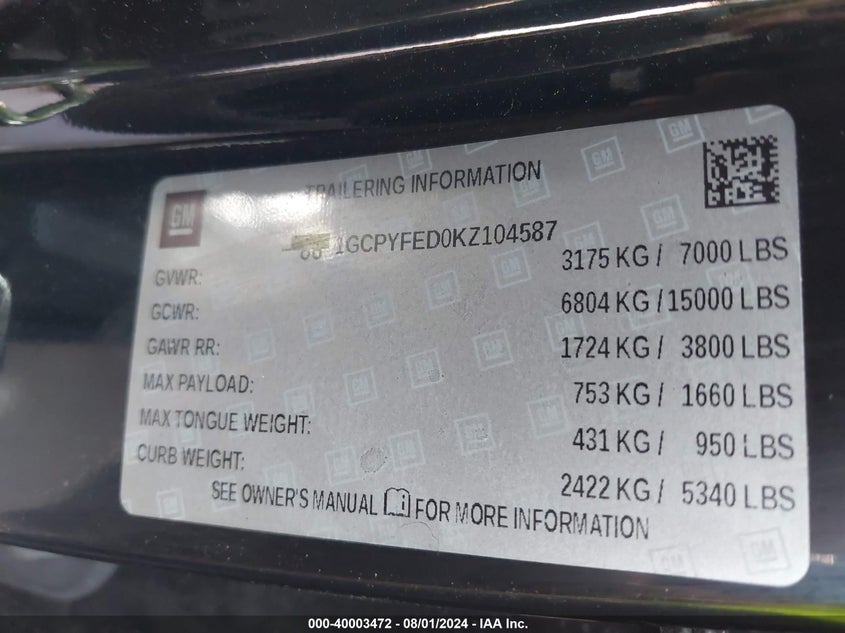 GM
TRAILERING INFORMATION
1GCPYFED0KZ104587
GVWR: 3175 KG / 7000 LBS
GCWR: 6804 KG / 15000 LBS
GAWR RR: 1724 KG / 3800 LBS
MAX PAYLOAD: 753 KG / 1660 LBS
MAX TONGUE WEIGHT: 431 KG / 950 LBS
CURB WEIGHT: 2422 KG / 5340 LBS
SEE OWNER'S MANUAL FOR MORE INFORMATION
000-40003472 - 08/01/2024 - IAA Inc.